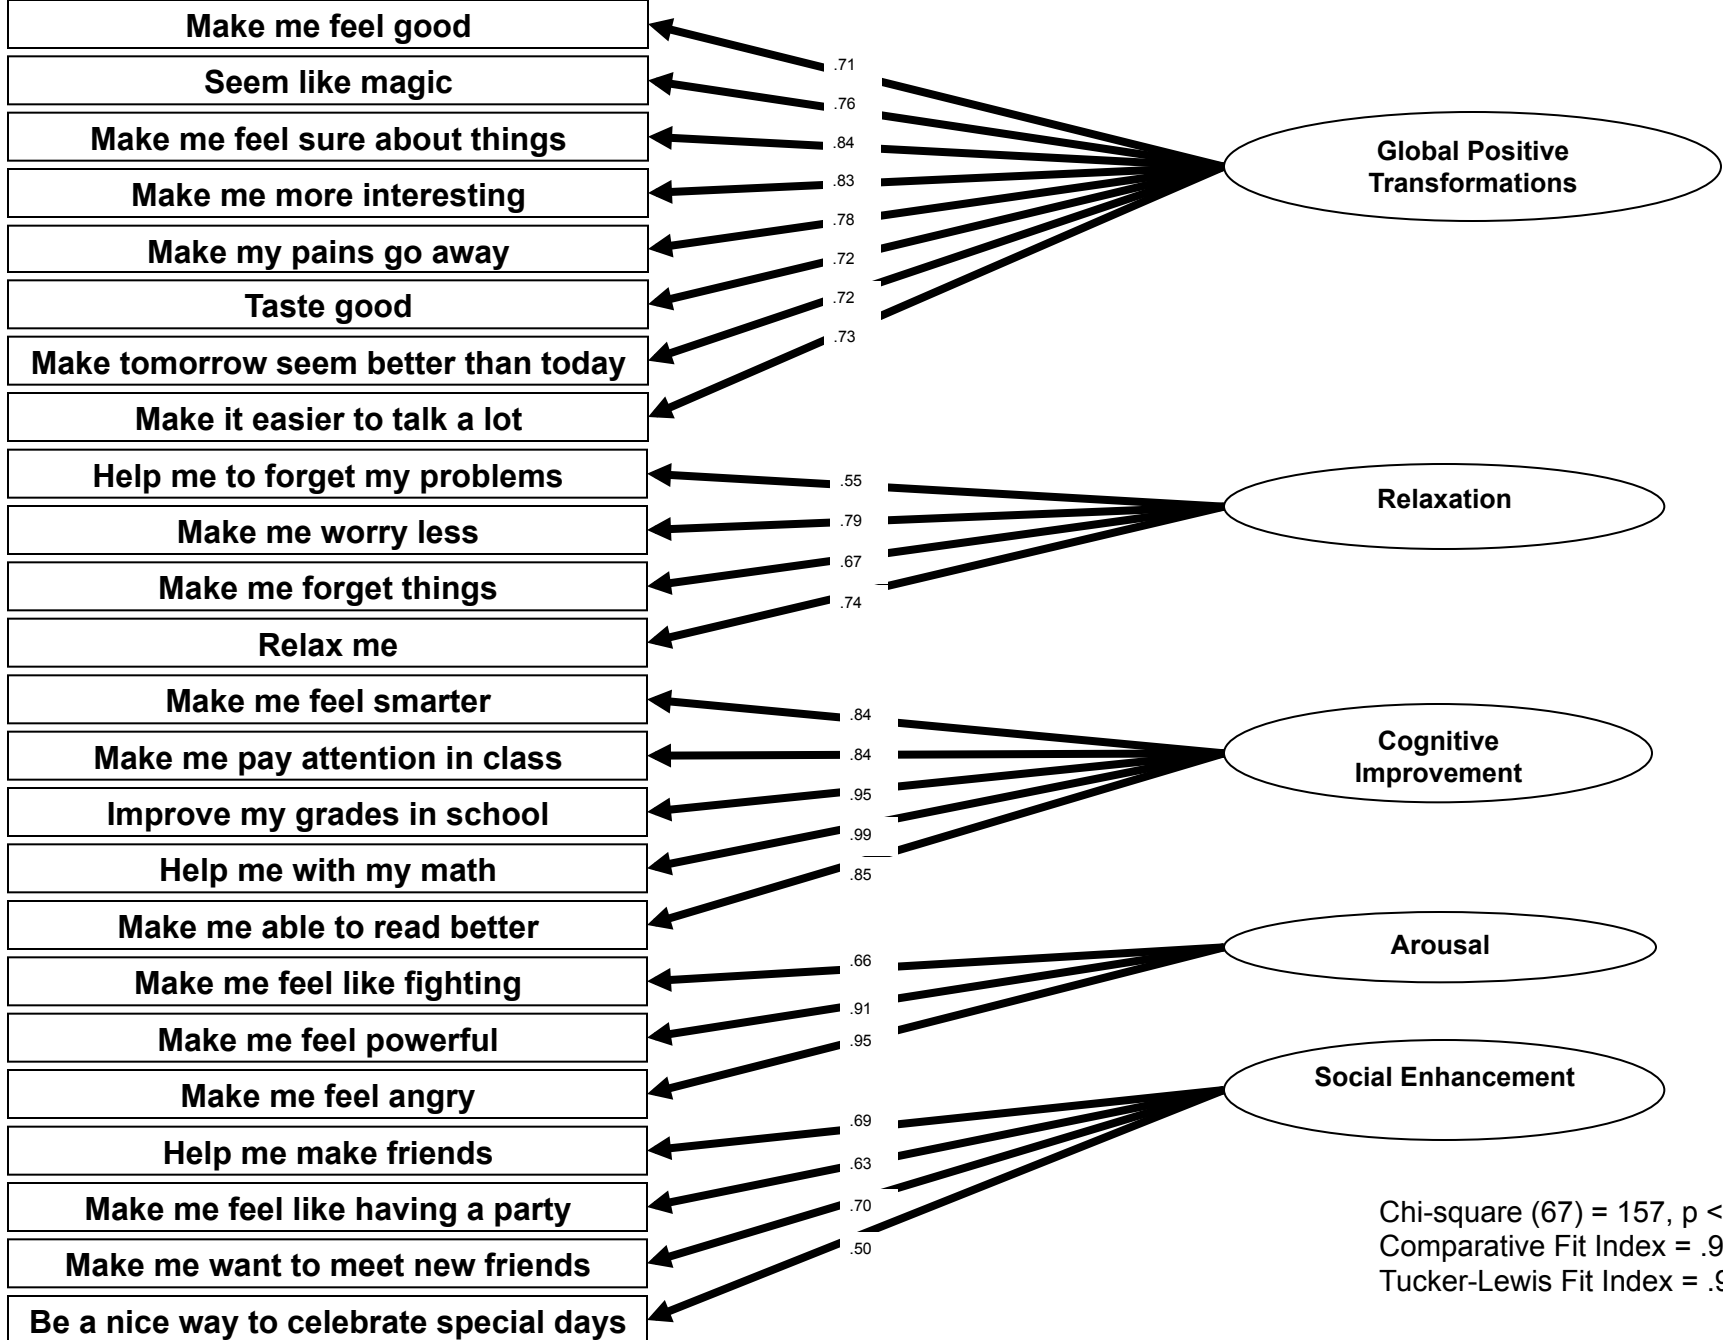 Make me feel good
Seem like magic
Make me feel sure about things
Make me more interesting
Make my pains go away
Taste good
Make tomorrow seem better than today
Make it easier to talk a lot
Help me to forget my problems
Make me worry less
Make me forget things
Relax me
Make me feel smarter
Make me pay attention in class
Improve my grades in school
Help me with my math
Make me able to read better
Make me feel like fighting
Make me feel powerful
Make me feel angry
Help me make friends
Make me feel like having a party
Make me want to meet new friends
Be a nice way to celebrate special days
.71
.76
.84
.83
.78
.72
.72
.73
.55
.79
.67
.74
.84
.84
.95
.99
.85
.66
.91
.95
.69
.63
.70
.50
Global Positive
Transformations
Relaxation
Cognitive
Improvement
Arousal
Social Enhancement
Chi-square (67) = 157, p <
Comparative Fit Index = .9
Tucker-Lewis Fit Index = .9